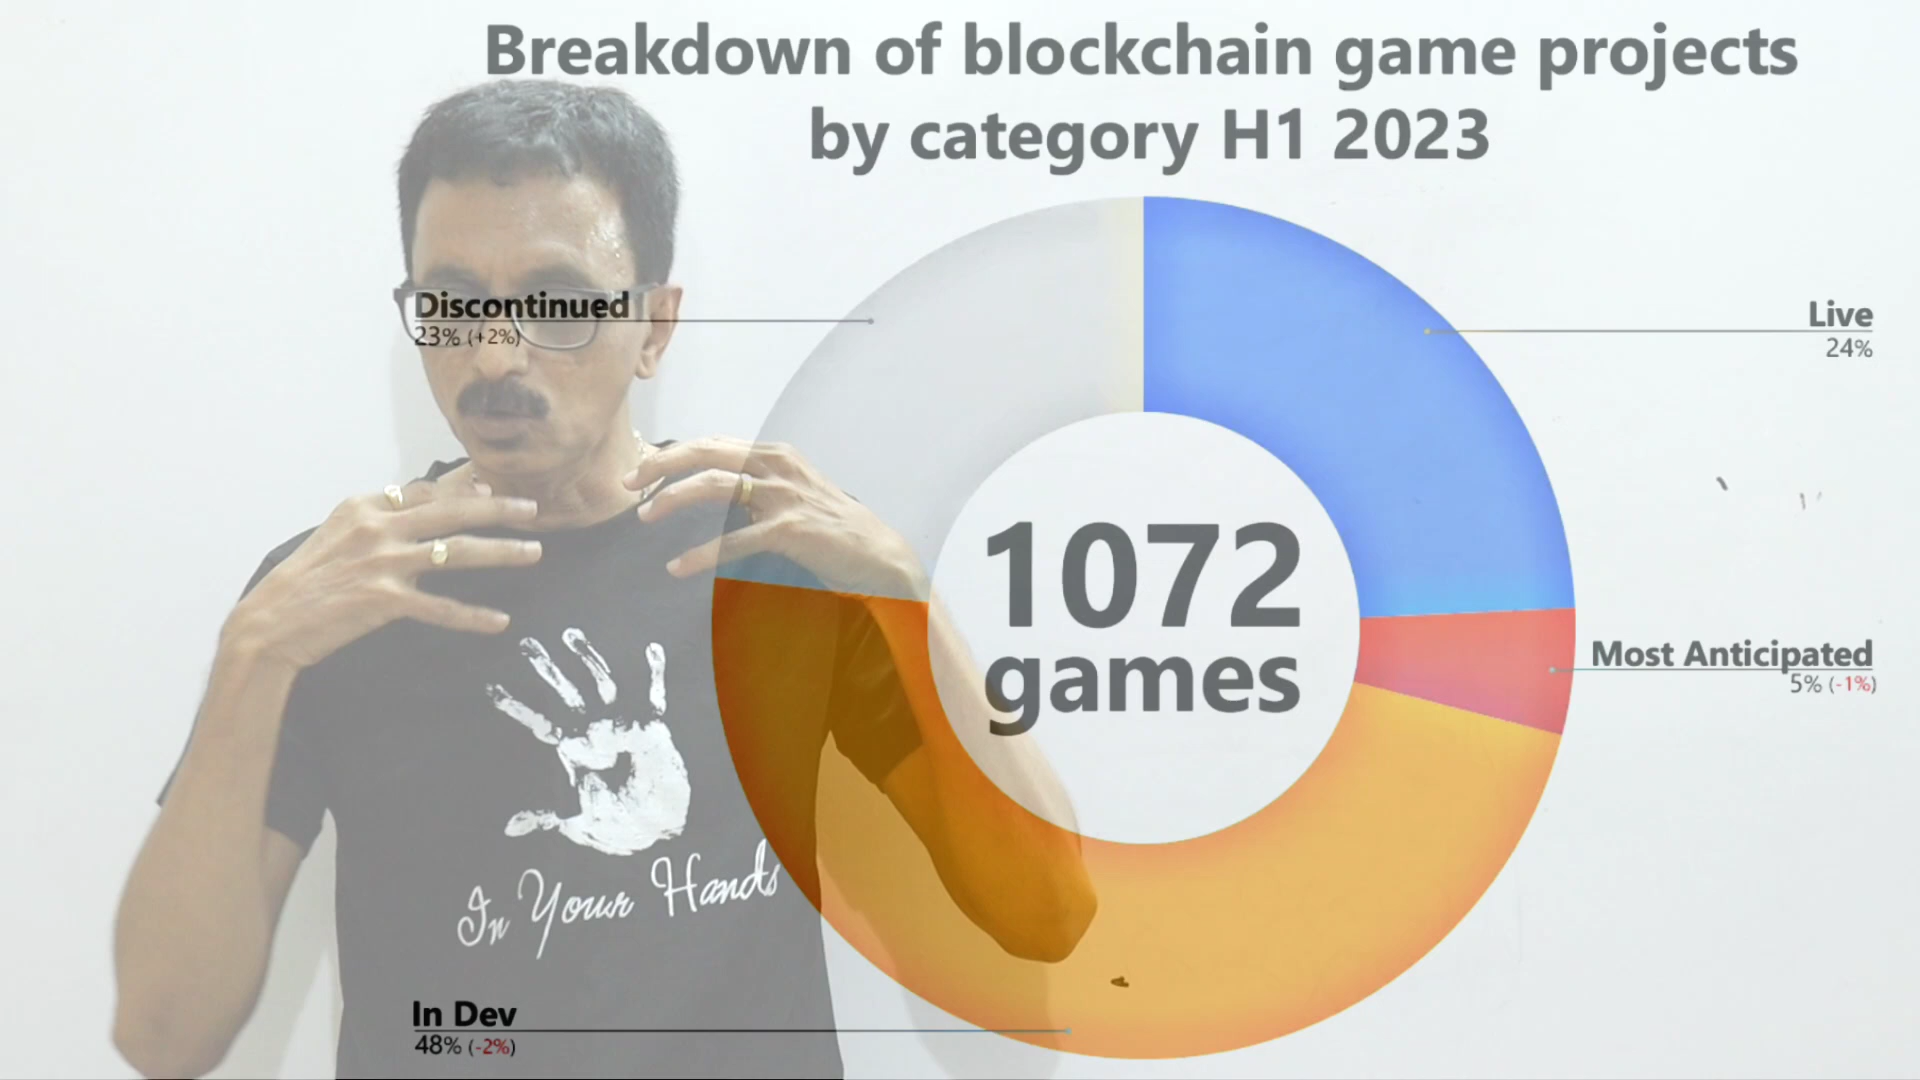 Breakdown of blockchain game projects
by category H1 2023
Discontinued
23% (+2%)
Live
24%
1072
games
Most Anticipated
5% (-1%)
In Your Hands
In Dev
48% (-2%)